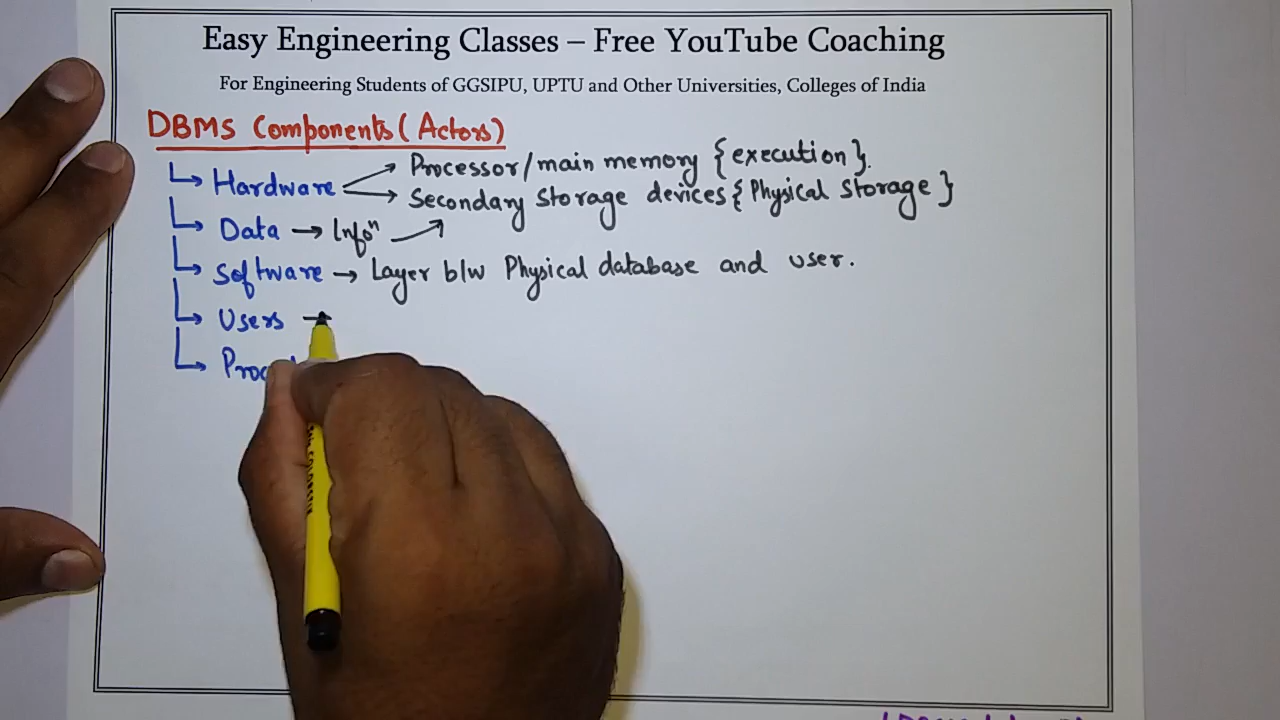 Easy Engineering Classes – Free YouTube Coaching
For Engineering Students of GGSIPU, UPTU and Other Universities, Colleges of India
DBMS Components (Actors)
Hardware → Processor/main memory {execution}.
→ Secondary Storage devices {Physical Storage}
Data → Infoⁿ
Software → Layer b/w Physical database and user.
Users →